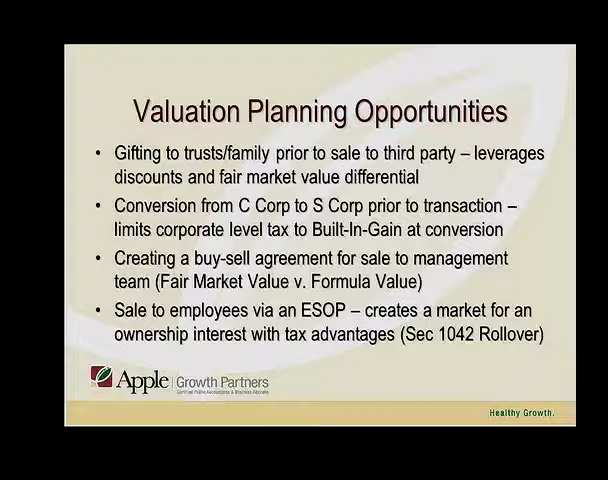 Valuation Planning Opportunities
• Gifting to trusts/family prior to sale to third party – leverages
discounts and fair market value differential
• Conversion from C Corp to S Corp prior to transaction –
limits corporate level tax to Built-In-Gain at conversion
• Creating a buy-sell agreement for sale to management
team (Fair Market Value v. Formula Value)
• Sale to employees via an ESOP – creates a market for an
ownership interest with tax advantages (Sec 1042 Rollover)
Apple | Growth Partners
Certified Public Accountants & Business Advisors
Healthy Growth.